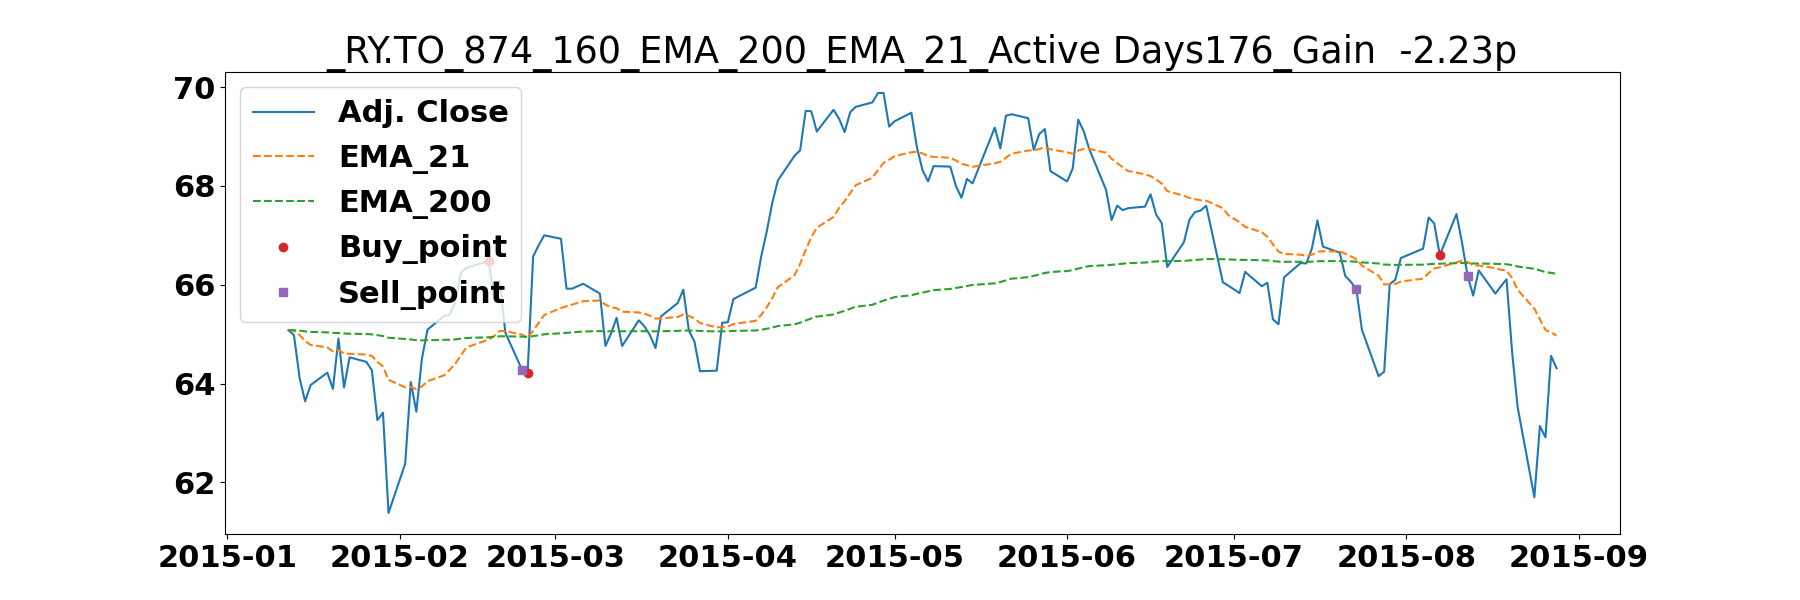 _RY.TO_874_160_EMA_200_EMA_21_Active Days176_Gain  -2.23p
70
68
66
64
62
Adj. Close
EMA_21
EMA_200
Buy_point
Sell_point
2015-01 2015-02 2015-03 2015-04 2015-05 2015-06 2015-07 2015-08 2015-09